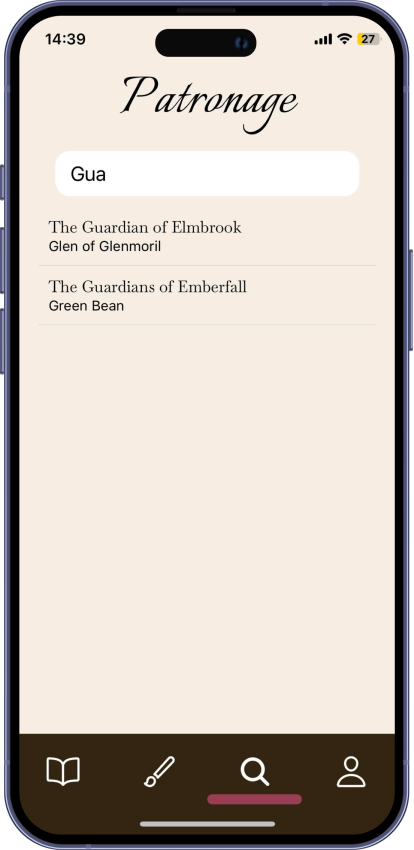 14:39
27
Patronage
Gua
The Guardian of Elmbrook
Glen of Glenmoril
The Guardians of Emberfall
Green Bean